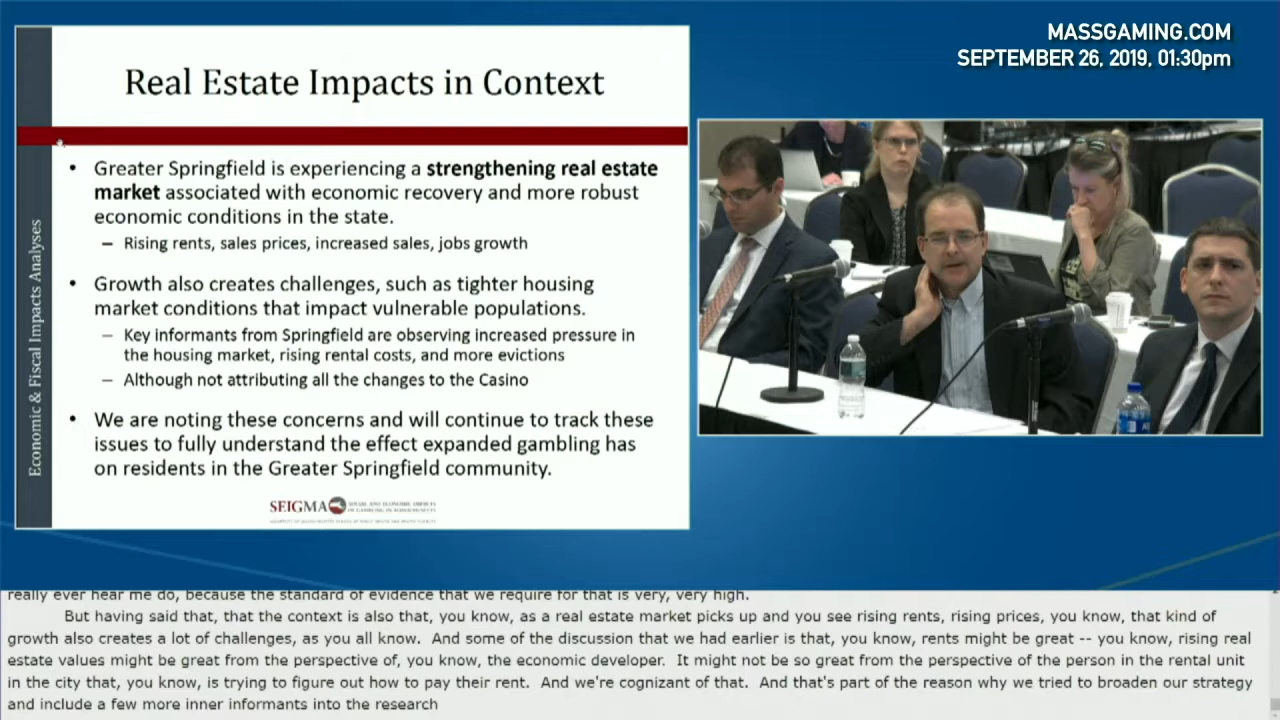 MASSGAMING.COM
SEPTEMBER 26, 2019, 01:30pm
Real Estate Impacts in Context
Economic & Fiscal Impacts Analyses
• Greater Springfield is experiencing a strengthening real estate
market associated with economic recovery and more robust
economic conditions in the state.
– Rising rents, sales prices, increased sales, jobs growth
• Growth also creates challenges, such as tighter housing
market conditions that impact vulnerable populations.
– Key informants from Springfield are observing increased pressure in
the housing market, rising rental costs, and more evictions
– Although not attributing all the changes to the Casino
• We are noting these concerns and will continue to track these
issues to fully understand the effect expanded gambling has
on residents in the Greater Springfield community.
SEIGMA SOCIAL AND ECONOMIC IMPACTS
OF GAMBLING IN MASSACHUSETTS
really ever hear me do, because the standard of evidence that we require for that is very, very high.
But having said that, that the context is also that, you know, as a real estate market picks up and you see rising rents, rising prices, you know, that kind of
growth also creates a lot of challenges, as you all know. And some of the discussion that we had earlier is that, you know, rents might be great -- you know, rising real
estate values might be great from the perspective of, you know, the economic developer. It might not be so great from the perspective of the person in the rental unit
in the city that, you know, is trying to figure out how to pay their rent. And we're cognizant of that. And that's part of the reason why we tried to broaden our strategy
and include a few more inner informants into the research